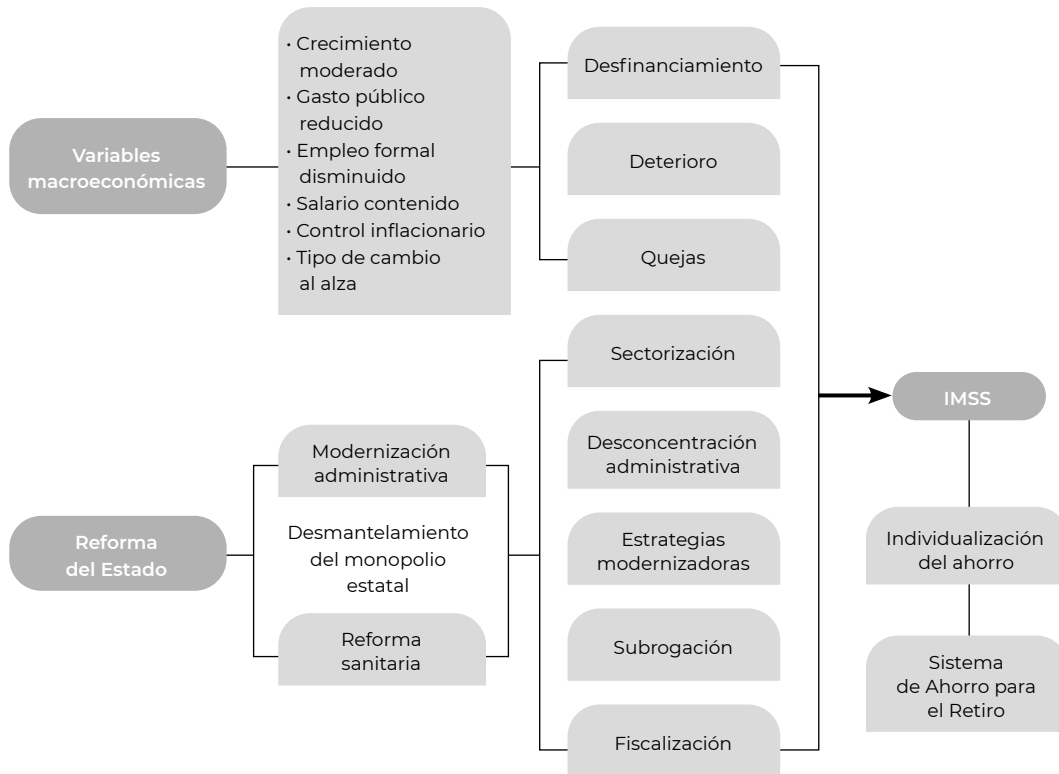 Variables
macroeconómicas
· Crecimiento
moderado
· Gasto público
reducido
· Empleo formal
disminuido
· Salario contenido
· Control inflacionario
· Tipo de cambio
al alza
Desfinanciamiento
Deterioro
Quejas
Reforma
del Estado
Modernización
administrativa
Desmantelamiento
del monopolio
estatal
Reforma
sanitaria
Sectorización
Desconcentración
administrativa
Estrategias
modernizadoras
Subrogación
Fiscalización
IMSS
Individualización
del ahorro
Sistema
de Ahorro para
el Retiro